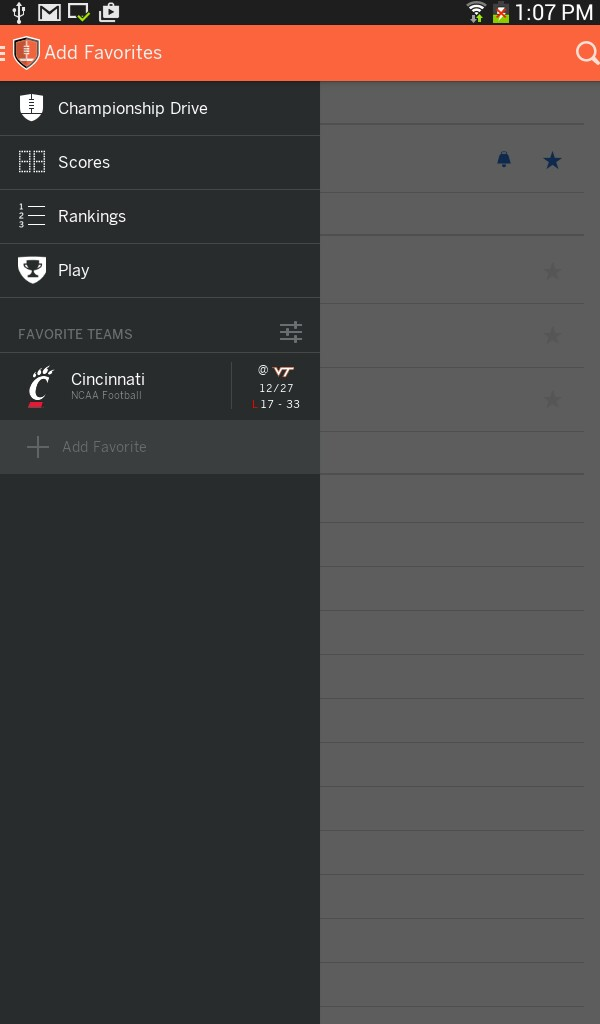 1:07 PM
Add Favorites
Championship Drive
Scores
1
2
3
Rankings
Play
FAVORITE TEAMS
Cincinnati
NCAA Football
@ VT
12/27
L 17 - 33
Add Favorite